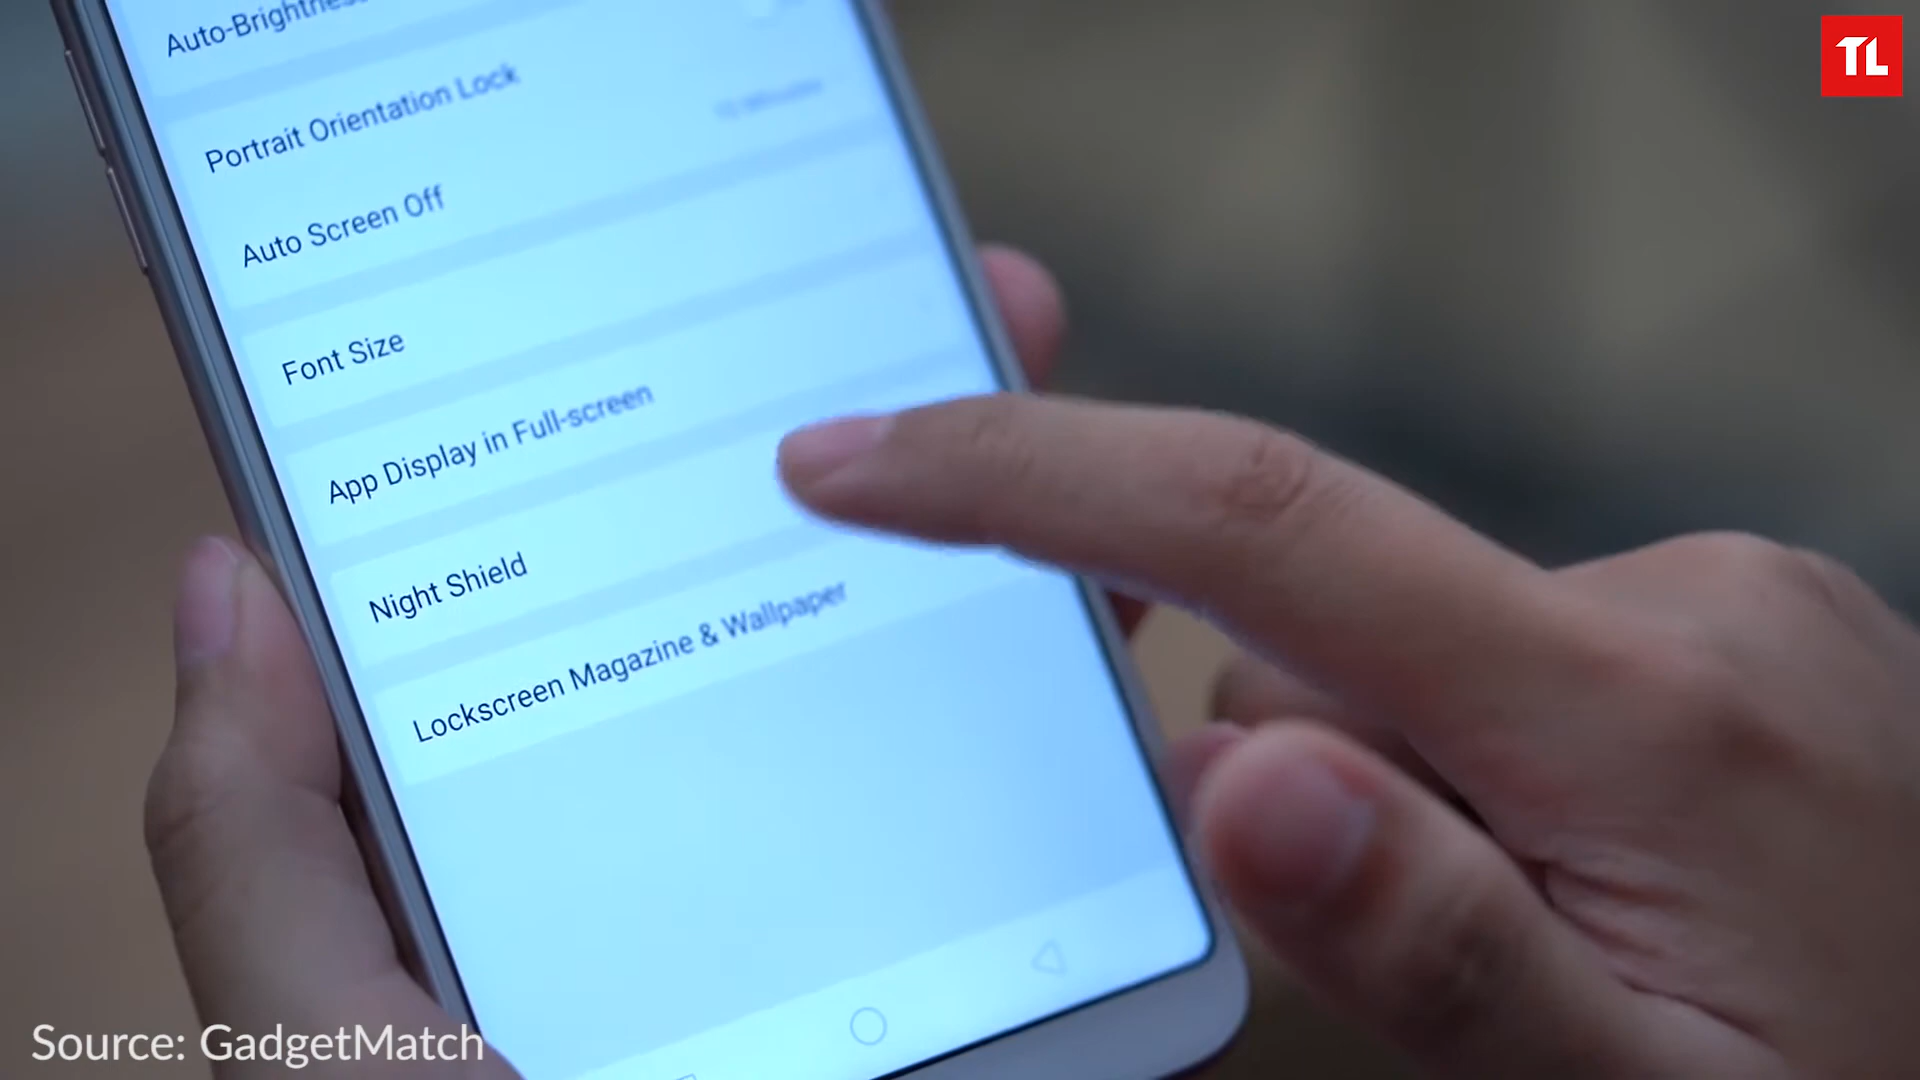 TL
Auto-Brightness
Portrait Orientation Lock
Auto Screen Off
Font Size
App Display in Full-screen
Night Shield
Lockscreen Magazine & Wallpaper
Source: GadgetMatch